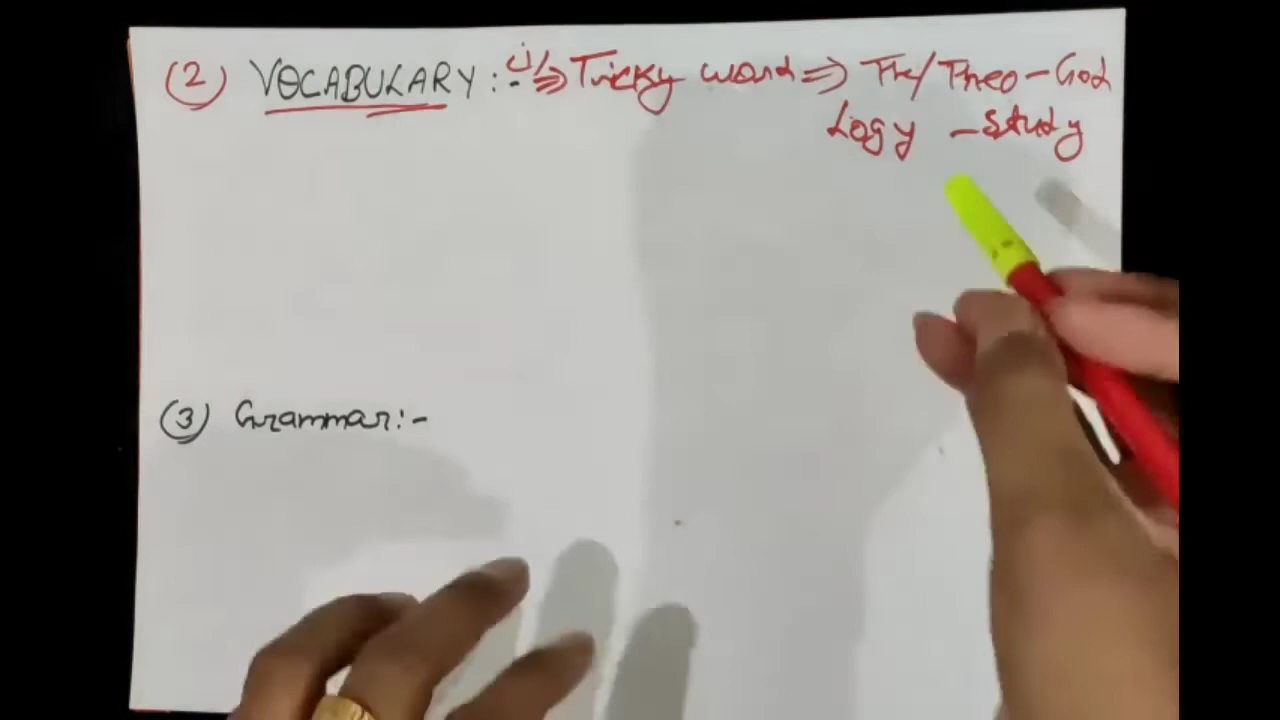 (2) VOCABULARY :- (i) => Tricky word => The/Theo - God
Logy - Study
(3) Grammar :-